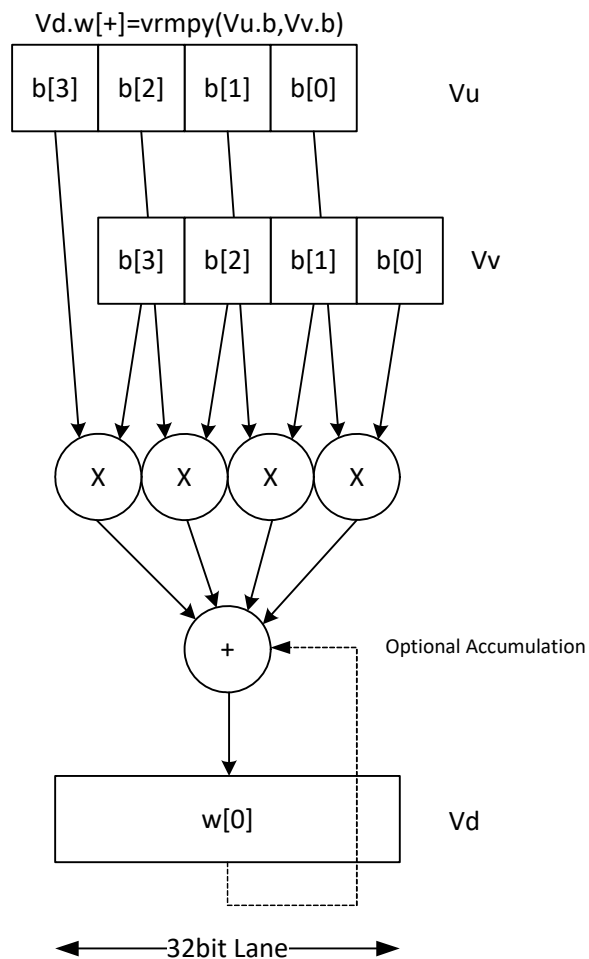 Vd.w[+]=vrmpy(Vu.b,Vv.b)
b[3] b[2] b[1] b[0] Vu
b[3] b[2] b[1] b[0] Vv
X X X X
+ Optional Accumulation
w[0] Vd
32bit Lane